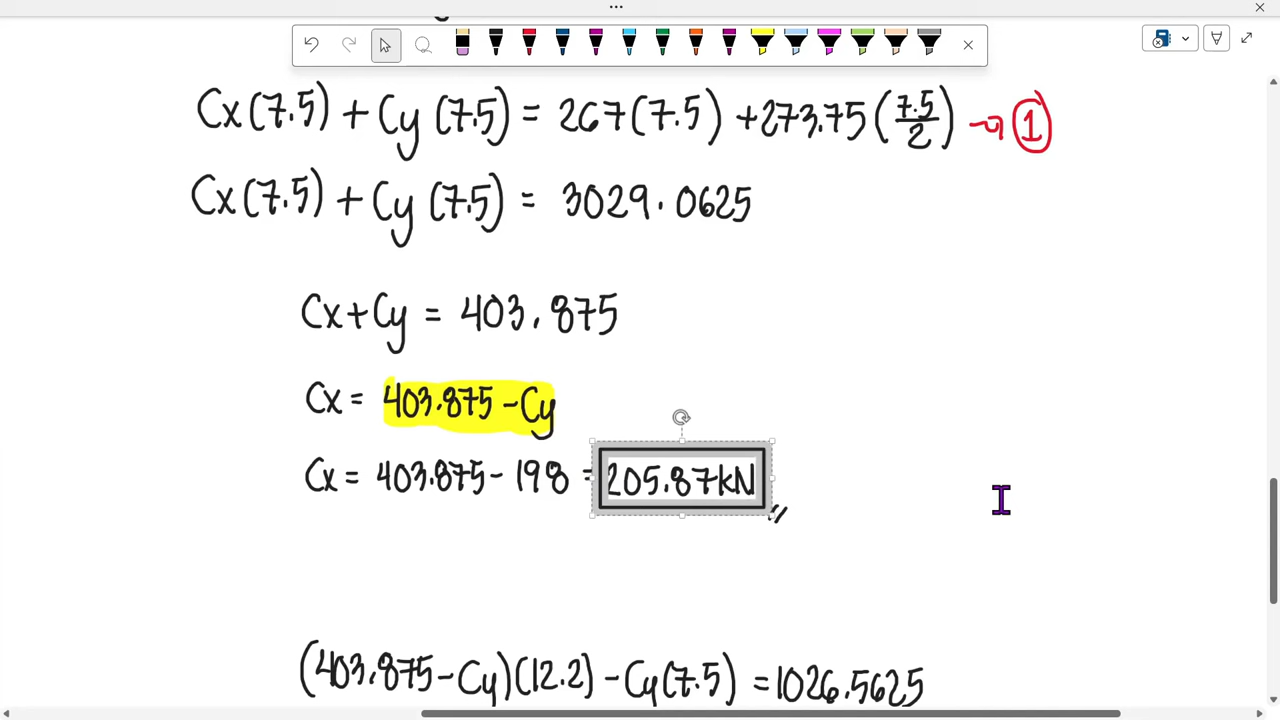 Cx(7.5) + Cy(7.5) = 267(7.5) + 273.75(7.5/2) → 1
Cx(7.5) + Cy(7.5) = 3029.0625
Cx + Cy = 403.875
Cx = 403.875 - Cy
Cx = 403.875 - 198 = 205.87kN
(403.875 - Cy)(12.2) - Cy(7.5) = 1026.5625